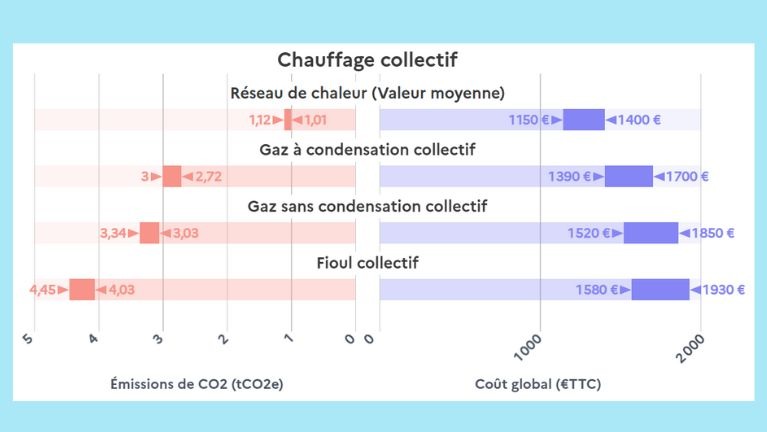 Chauffage collectif
Réseau de chaleur (Valeur moyenne)
1,12 1,01 1150 € 1400 €
Gaz à condensation collectif
3 2,72 1390 € 1700 €
Gaz sans condensation collectif
3,34 3,03 1520 € 1850 €
Fioul collectif
4,45 4,03 1580 € 1930 €
5 4 3 2 1 0 0 1000 2 000
Émissions de CO2 (tCO2e) Coût global (€TTC)